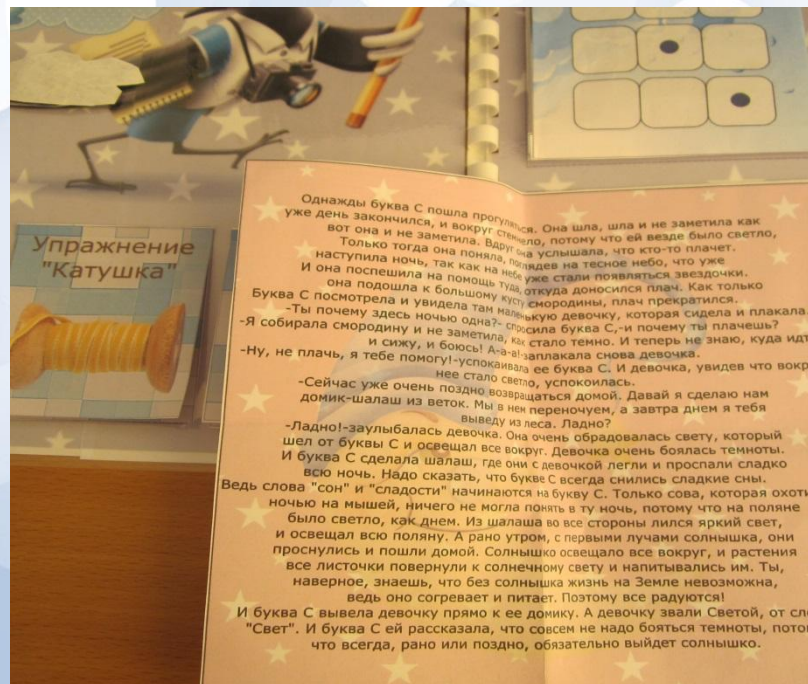 Упражнение
"Катушка"
Однажды буква С пошла прогуляться. Она шла, шла и не заметила как
уже день закончился, и вокруг стемнело, потому что ей везде было светло,
вот она и не заметила. Вдруг она услышала, что кто-то плачет.
Только тогда она поняла, поглядев на тесное небо, что уже
наступила ночь, так как на небе уже стали появляться звездочки.
И она поспешила на помощь туда, откуда доносился плач. Как только
она подошла к большому кусту смородины, плач прекратился.
Буква С посмотрела и увидела там маленькую девочку, которая сидела и плакала.
-Ты почему здесь ночью одна?- спросила буква С,-и почему ты плачешь?
-Я собирала смородину и не заметила, как стало темно. И теперь не знаю, куда идт
и сижу, и боюсь! А-а-а!-заплакала снова девочка.
-Ну, не плачь, я тебе помогу!-успокаивала ее буква С. И девочка, увидев что вокр
нее стало светло, успокоилась.
-Сейчас уже очень поздно возвращаться домой. Давай я сделаю нам
домик-шалаш из веток. Мы в нем переночуем, а завтра днем я тебя
выведу из леса. Ладно?
-Ладно!-заулыбалась девочка. Она очень обрадовалась свету, который
шел от буквы С и освещал все вокруг. Девочка очень боялась темноты.
И буква С сделала шалаш, где они с девочкой легли и проспали сладко
всю ночь. Надо сказать, что букве С всегда снились сладкие сны.
Ведь слова "сон" и "сладости" начинаются на букву С. Только сова, которая охоти
ночью на мышей, ничего не могла понять в ту ночь, потому что на поляне
было светло, как днем. Из шалаша во все стороны лился яркий свет,
и освещал всю поляну. А рано утром, с первыми лучами солнышка, они
проснулись и пошли домой. Солнышко освещало все вокруг, и растения
все листочки повернули к солнечному свету и напитывались им. Ты,
наверное, знаешь, что без солнышка жизнь на Земле невозможна,
ведь оно согревает и питает. Поэтому все радуются!
И буква С вывела девочку прямо к ее домику. А девочку звали Светой, от сло
"Свет". И буква С ей рассказала, что совсем не надо бояться темноты, пото
что всегда, рано или поздно, обязательно выйдет солнышко.